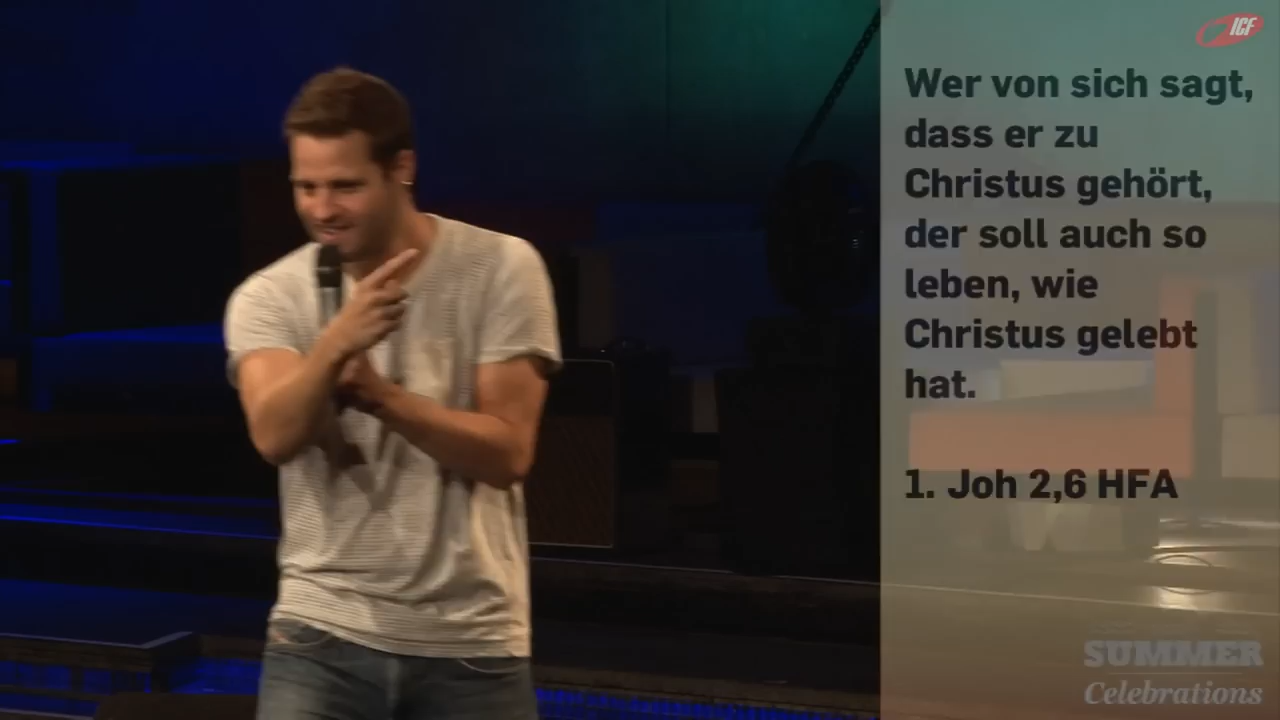 ICF
Wer von sich sagt,
dass er zu
Christus gehört,
der soll auch so
leben, wie
Christus gelebt
hat.
1. Joh 2,6 HFA
SUMMER
Celebrations